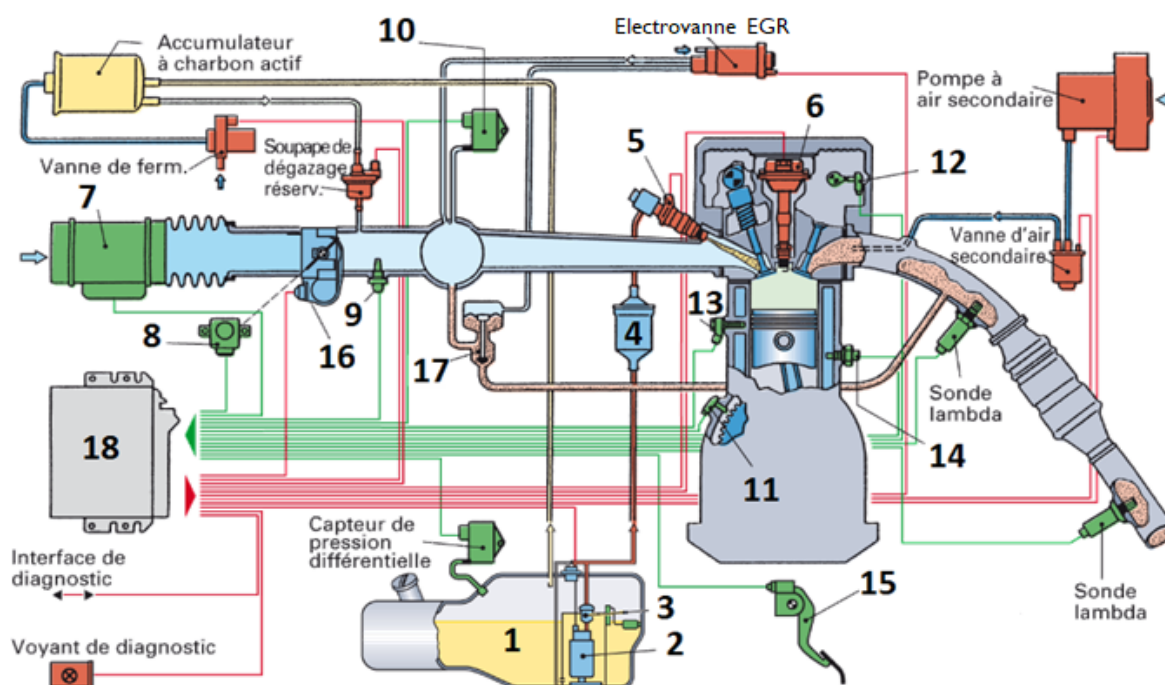 Accumulateur
à charbon actif
10
Electrovanne EGR
Pompe à
air secondaire
Vanne de ferm.
Soupape de
dégazage
réserv.
5
6
12
7
Vanne d'air
secondaire
8
16
9
17
4
13
Sonde
lambda
14
18
11
Interface de
diagnostic
Capteur de
pression
différentielle
15
Sonde
lambda
1
3
2
Voyant de diagnostic